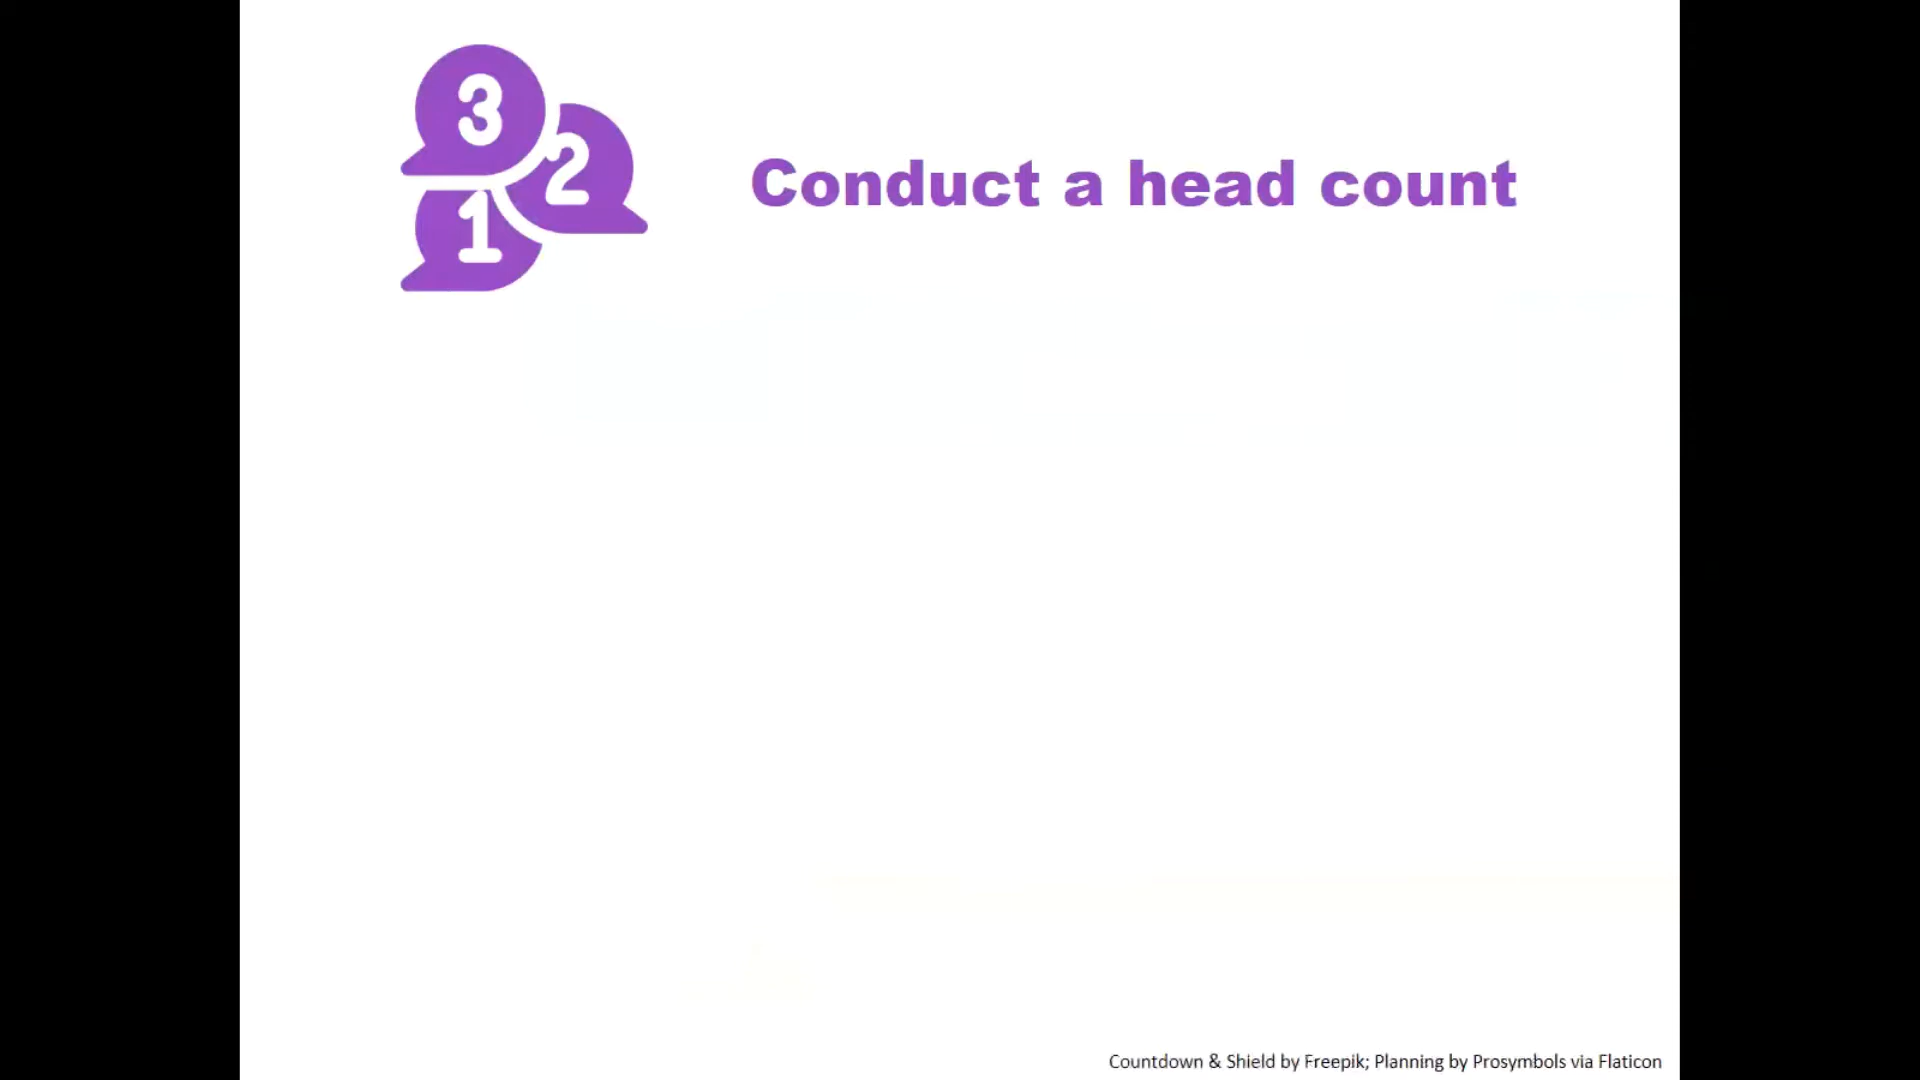 3
2
1
Conduct a head count
Countdown & Shield by Freepik; Planning by Prosymbols via Flaticon